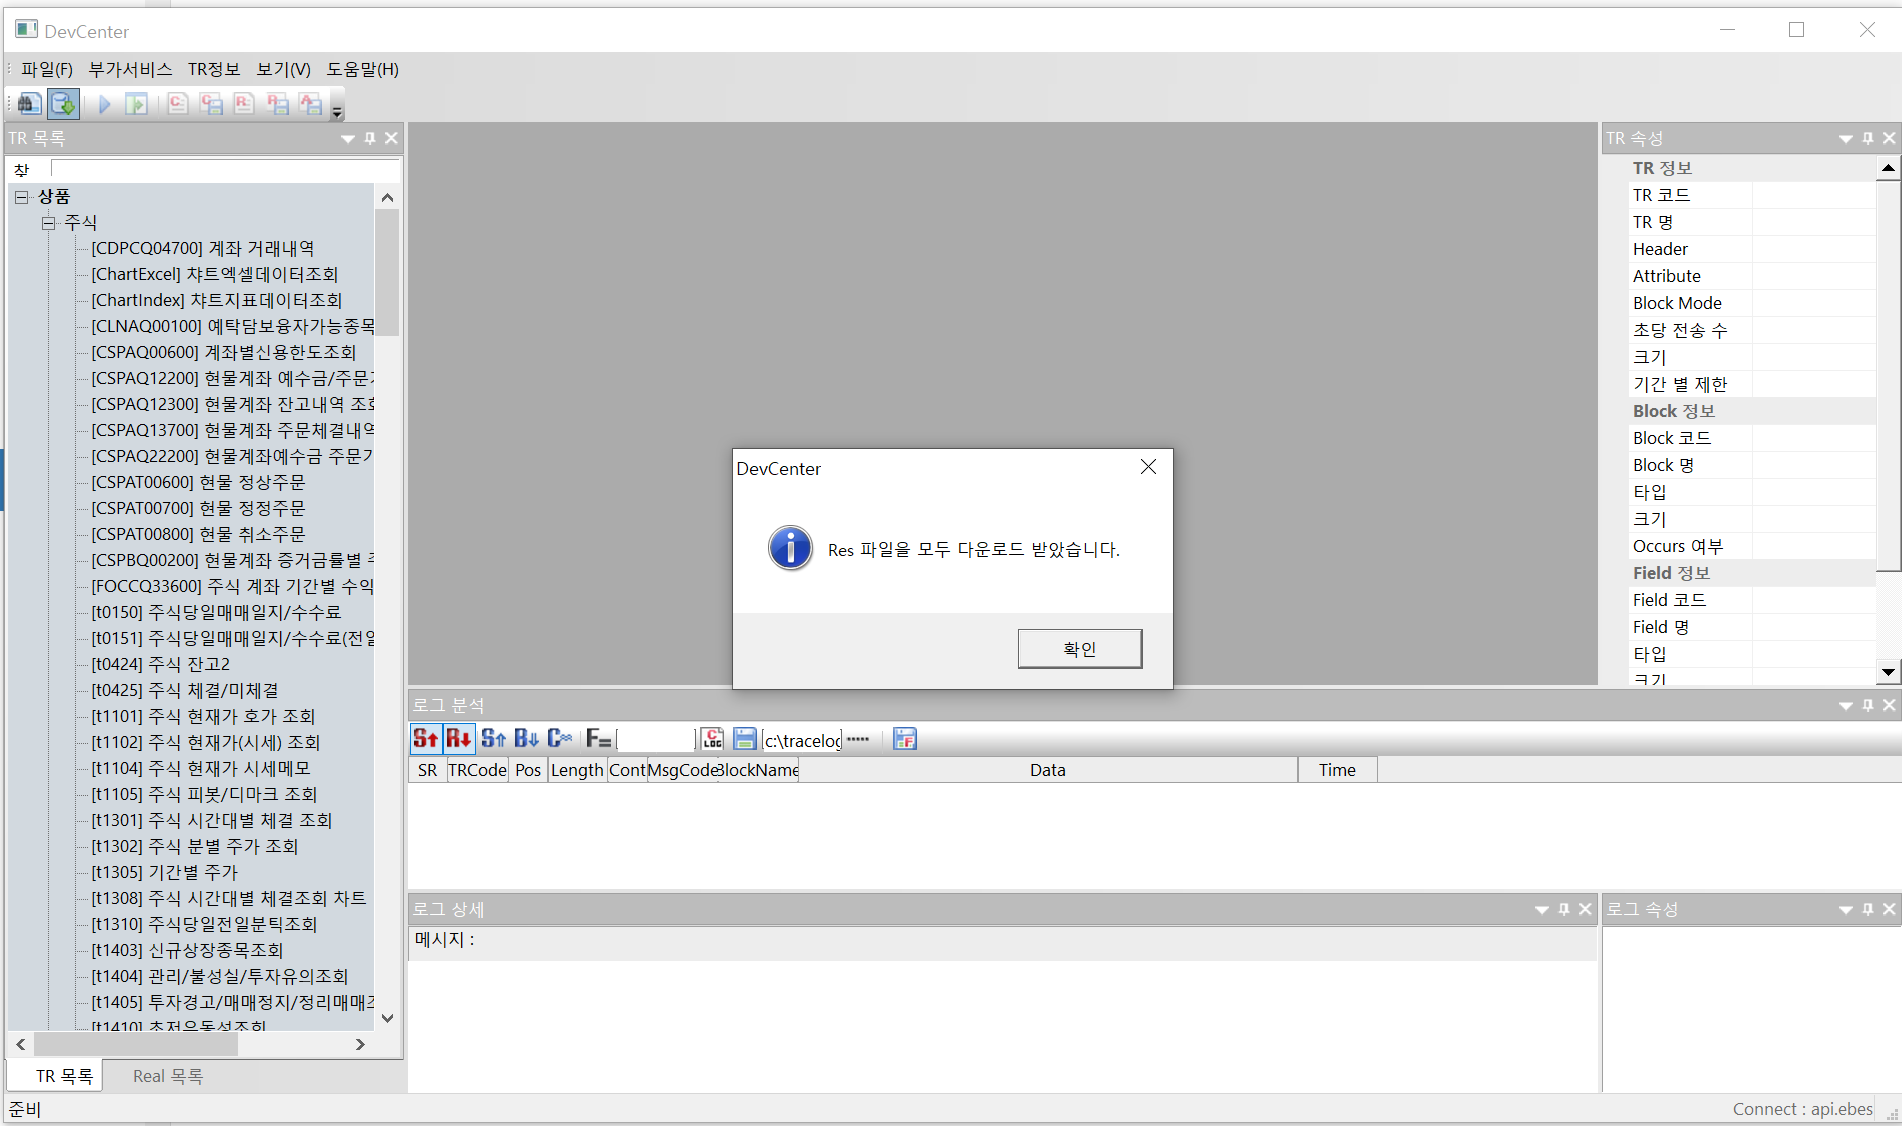 DevCenter
파일(F) 부가서비스 TR정보 보기(V) 도움말(H)
TR 목록
찾
상품
주식
[CDPCQ04700] 계좌 거래내역
[ChartExcel] 챠트엑셀데이터조회
[ChartIndex] 챠트지표데이터조회
[CLNAQ00100] 예탁담보융자가능종목
[CSPAQ00600] 계좌별신용한도조회
[CSPAQ12200] 현물계좌 예수금/주문
[CSPAQ12300] 현물계좌 잔고내역 조회
[CSPAQ13700] 현물계좌 주문체결내역
[CSPAQ22200] 현물계좌예수금 주문가
[CSPAT00600] 현물 정상주문
[CSPAT00700] 현물 정정주문
[CSPAT00800] 현물 취소주문
[CSPBQ00200] 현물계좌 증거금률별
[FOCCQ33600] 주식 계좌 기간별 수익
[t0150] 주식당일매매일지/수수료
[t0151] 주식당일매매일지/수수료(전일
[t0424] 주식 잔고2
[t0425] 주식 체결/미체결
[t1101] 주식 현재가 호가 조회
[t1102] 주식 현재가(시세) 조회
[t1104] 주식 현재가 시세메모
[t1105] 주식 피봇/디마크 조회
[t1301] 주식 시간대별 체결 조회
[t1302] 주식 분별 주가 조회
[t1305] 기간별 주가
[t1308] 주식 시간대별 체결조회 차트
[t1310] 주식당일전일분틱조회
[t1403] 신규상장종목조회
[t1404] 관리/불성실/투자유의조회
[t1405] 투자경고/매매정지/정리매매조
[t1410] 초저유동성조회
TR 목록 Real 목록
준비
DevCenter
Res 파일을 모두 다운로드 받았습니다.
확인
로그 분석
S R S B C F= LOG c:\tracelog
SR TRCode Pos Length Cont MsgCode BlockName Data Time
로그 상세
메시지 :
TR 속성
TR 정보
TR 코드
TR 명
Header
Attribute
Block Mode
초당 전송 수
크기
기간 별 제한
Block 정보
Block 코드
Block 명
타입
크기
Occurs 여부
Field 정보
Field 코드
Field 명
타입
크기
로그 속성
Connect : api.ebes